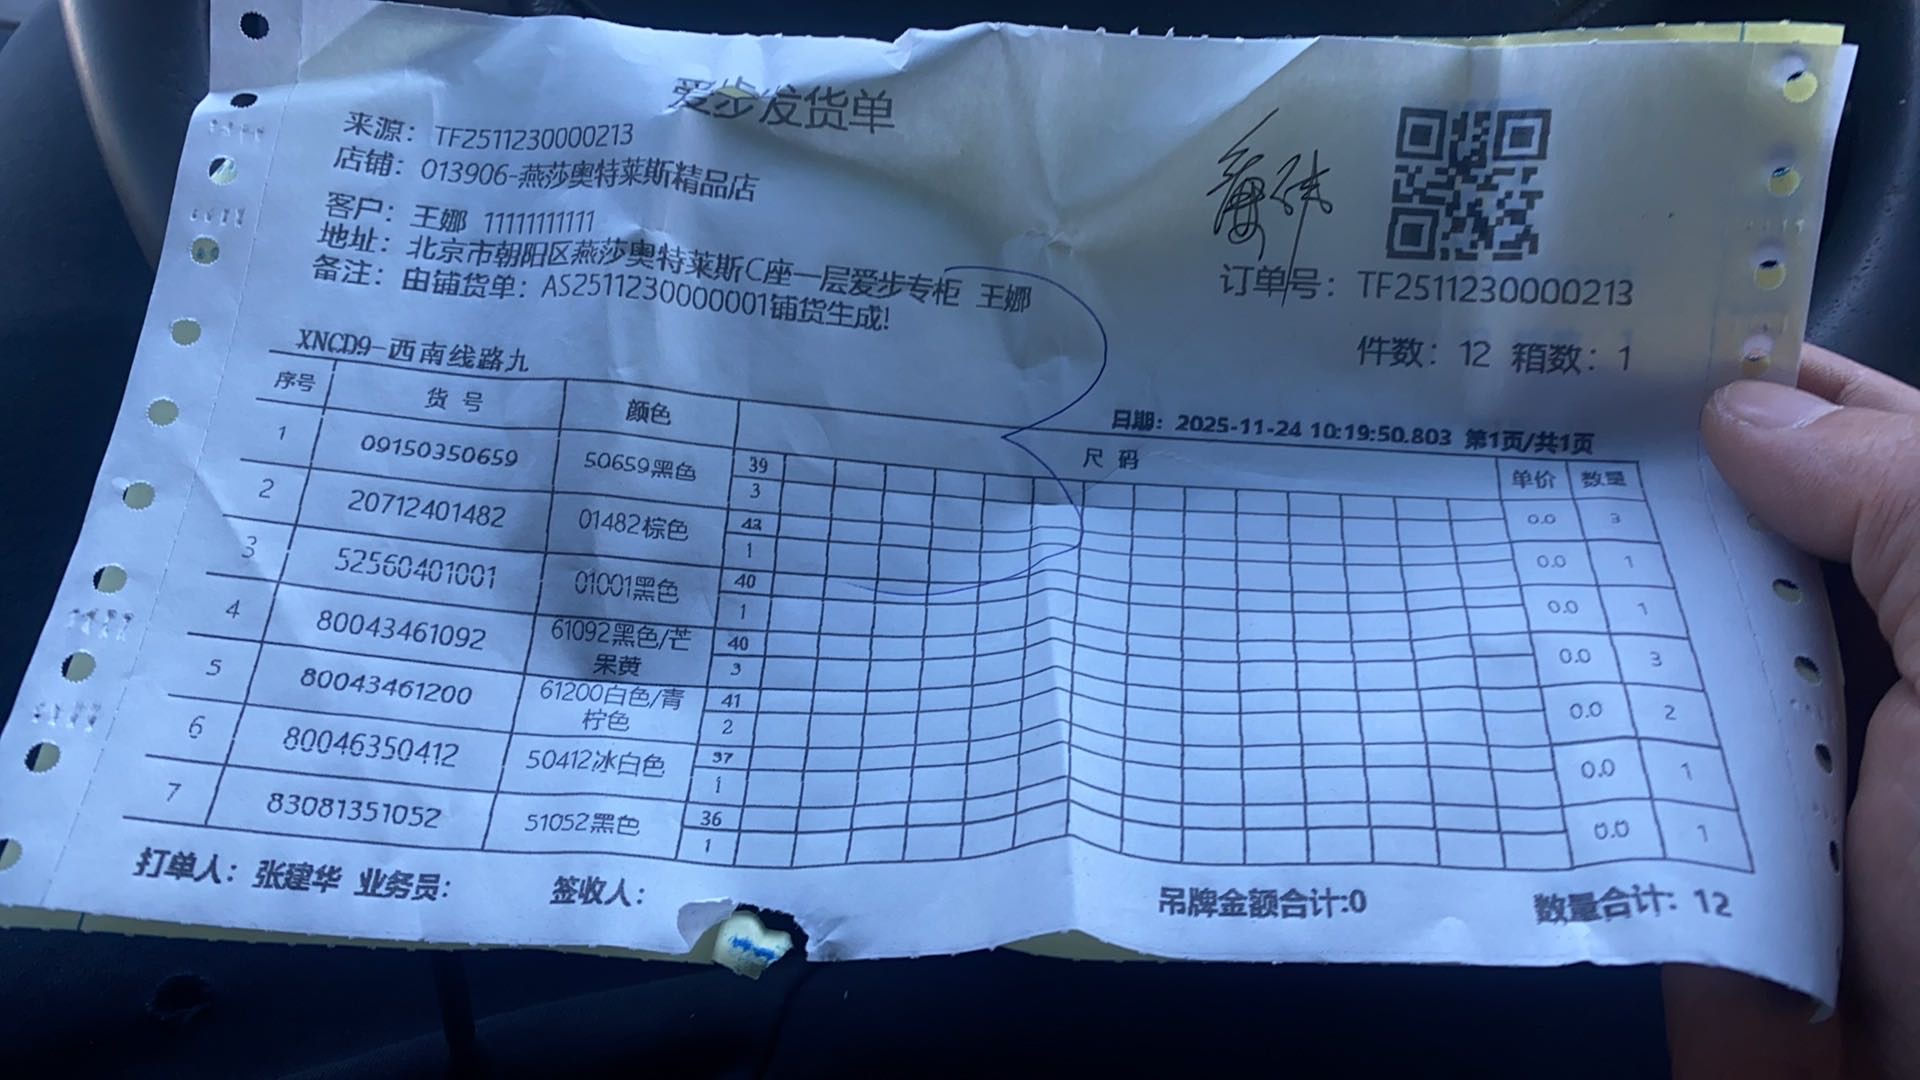 爱步发货单
来源：TF2511230000213
店铺：013906-燕莎奥特莱斯精品店
客户：王娜 11111111111
地址：北京市朝阳区燕莎奥特莱斯C座一层爱步专柜 王娜
备注：由铺货单：AS2511230000001铺货生成!
订单号：TF2511230000213
件数：12 箱数：1
XNCD9-西南线路九
日期：2025-11-24 10:19:50.803 第1页/共1页
序号 货号 颜色 尺码 单价 数量
1 09150350659 50659黑色 39 0.0 3
3
2 20712401482 01482棕色 43 0.0 1
1
3 52560401001 01001黑色 40 0.0 1
1
4 80043461092 61092黑色/芒 40 0.0 3
果黄 3
5 80043461200 61200白色/青 41 0.0 2
柠色 2
6 80046350412 50412冰白色 37 0.0 1
1
7 83081351052 51052黑色 36 0.0 1
1
打单人：张建华 业务员: 签收人： 吊牌金额合计:0 数量合计：12